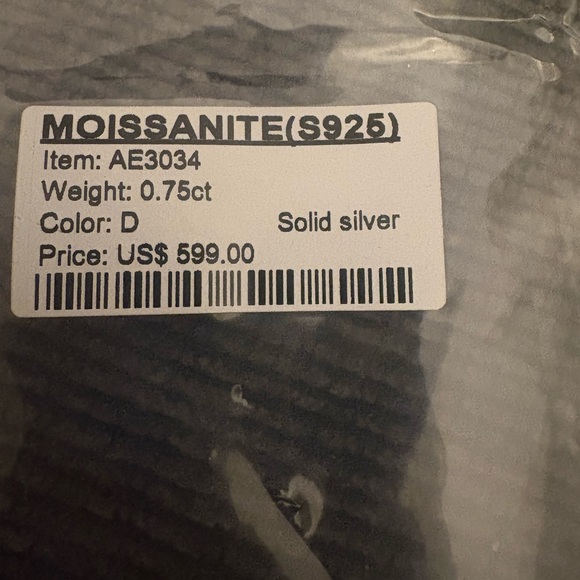 MOISSANITE(S925)
Item: AE3034
Weight: 0.75ct
Color: D Solid silver
Price: US$ 599.00